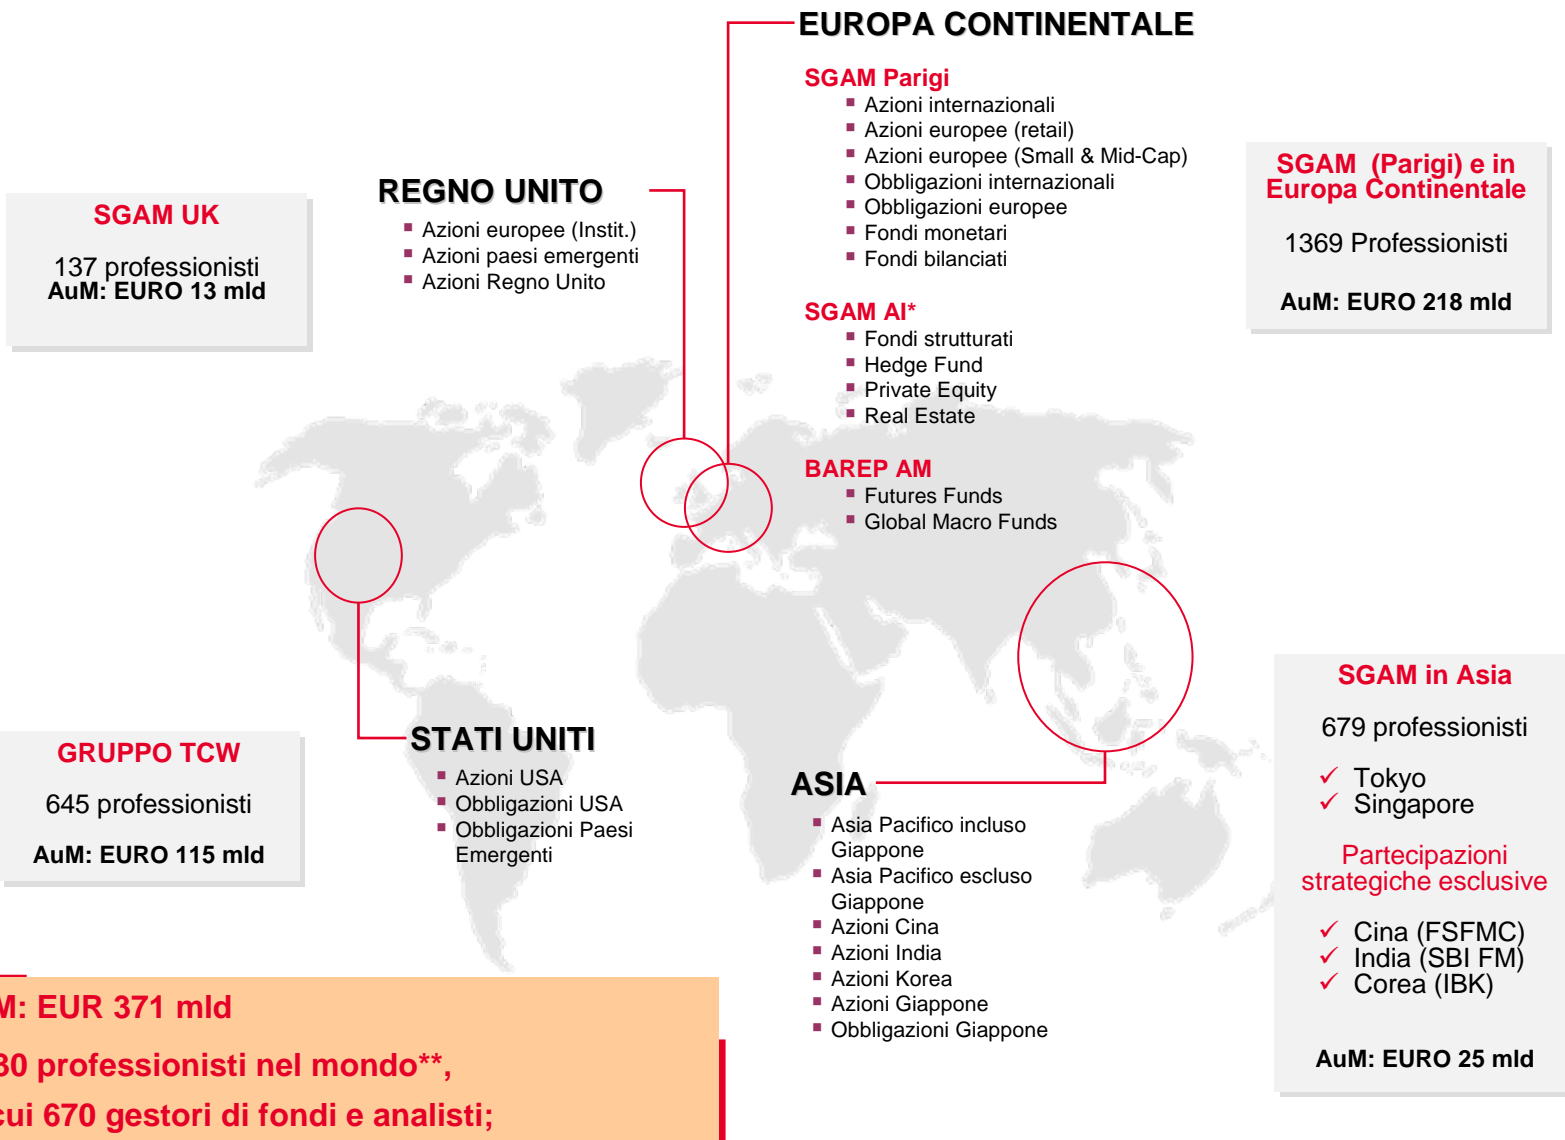 EUROPA CONTINENTALE
SGAM Parigi
Azioni internazionali
Azioni europee (retail)
Azioni europee (Small & Mid-Cap)
Obbligazioni internazionali
Obbligazioni europee
Fondi monetari
Fondi bilanciati
SGAM AI*
Fondi strutturati
Hedge Fund
Private Equity
Real Estate
BAREP AM
Futures Funds
Global Macro Funds
SGAM (Parigi) e in
Europa Continentale
1369 Professionisti
AuM: EURO 218 mld
REGNO UNITO
Azioni europee (Instit.)
Azioni paesi emergenti
Azioni Regno Unito
SGAM UK
137 professionisti
AuM: EURO 13 mld
STATI UNITI
Azioni USA
Obbligazioni USA
Obbligazioni Paesi
Emergenti
GRUPPO TCW
645 professionisti
AuM: EURO 115 mld
ASIA
Asia Pacifico incluso
Giappone
Asia Pacifico escluso
Giappone
Azioni Cina
Azioni India
Azioni Korea
Azioni Giappone
Obbligazioni Giappone
SGAM in Asia
679 professionisti
✓ Tokyo
✓ Singapore
Partecipazioni
strategiche esclusive
✓ Cina (FSFMC)
✓ India (SBI FM)
✓ Corea (IBK)
AuM: EURO 25 mld
M: EUR 371 mld
30 professionisti nel mondo**,
cui 670 gestori di fondi e analisti;